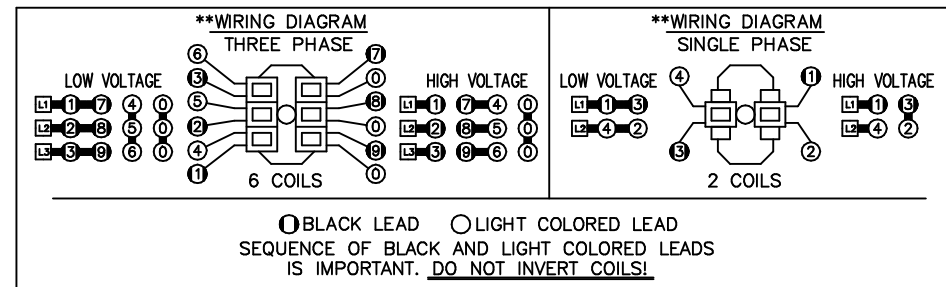 **WIRING DIAGRAM
THREE PHASE
LOW VOLTAGE
L1 1 7 4 0
L2 2 8 5 0
L3 3 9 6 0
6 7
3 0
5 8
2 0
4 9
1 0
6 COILS
HIGH VOLTAGE
L1 1 7 4 0
L2 2 8 5 0
L3 3 9 6 0
**WIRING DIAGRAM
SINGLE PHASE
LOW VOLTAGE
L1 1 3
L2 4 2
4 1
3 2
2 COILS
HIGH VOLTAGE
L1 1 3
L2 4 2
BLACK LEAD LIGHT COLORED LEAD
SEQUENCE OF BLACK AND LIGHT COLORED LEADS
IS IMPORTANT. DO NOT INVERT COILS!